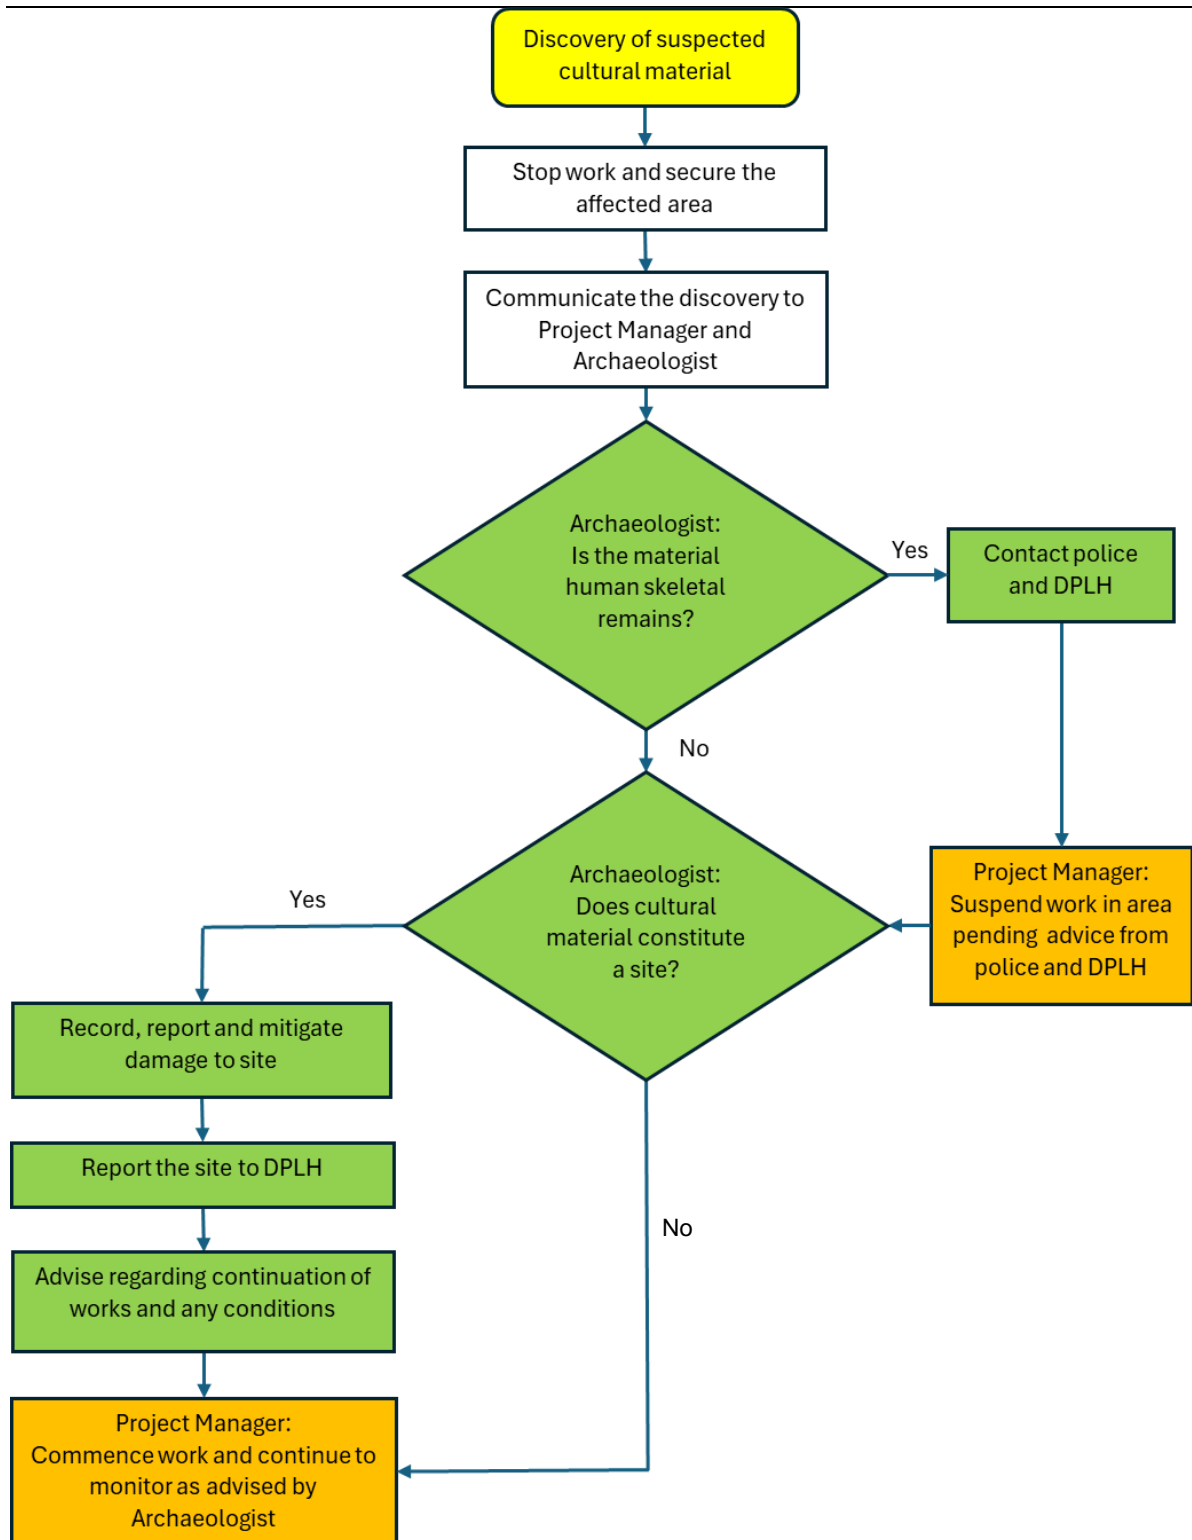 Discovery of suspected
cultural material
Stop work and secure the
affected area
Communicate the discovery to
Project Manager and
Archaeologist
Archaeologist:
Is the material
human skeletal
remains?
Yes
Contact police
and DPLH
No
Project Manager:
Suspend work in area
pending advice from
police and DPLH
Archaeologist:
Does cultural
material constitute
a site?
Yes
Record, report and mitigate
damage to site
Report the site to DPLH
Advise regarding continuation of
works and any conditions
No
Project Manager:
Commence work and continue to
monitor as advised by
Archaeologist